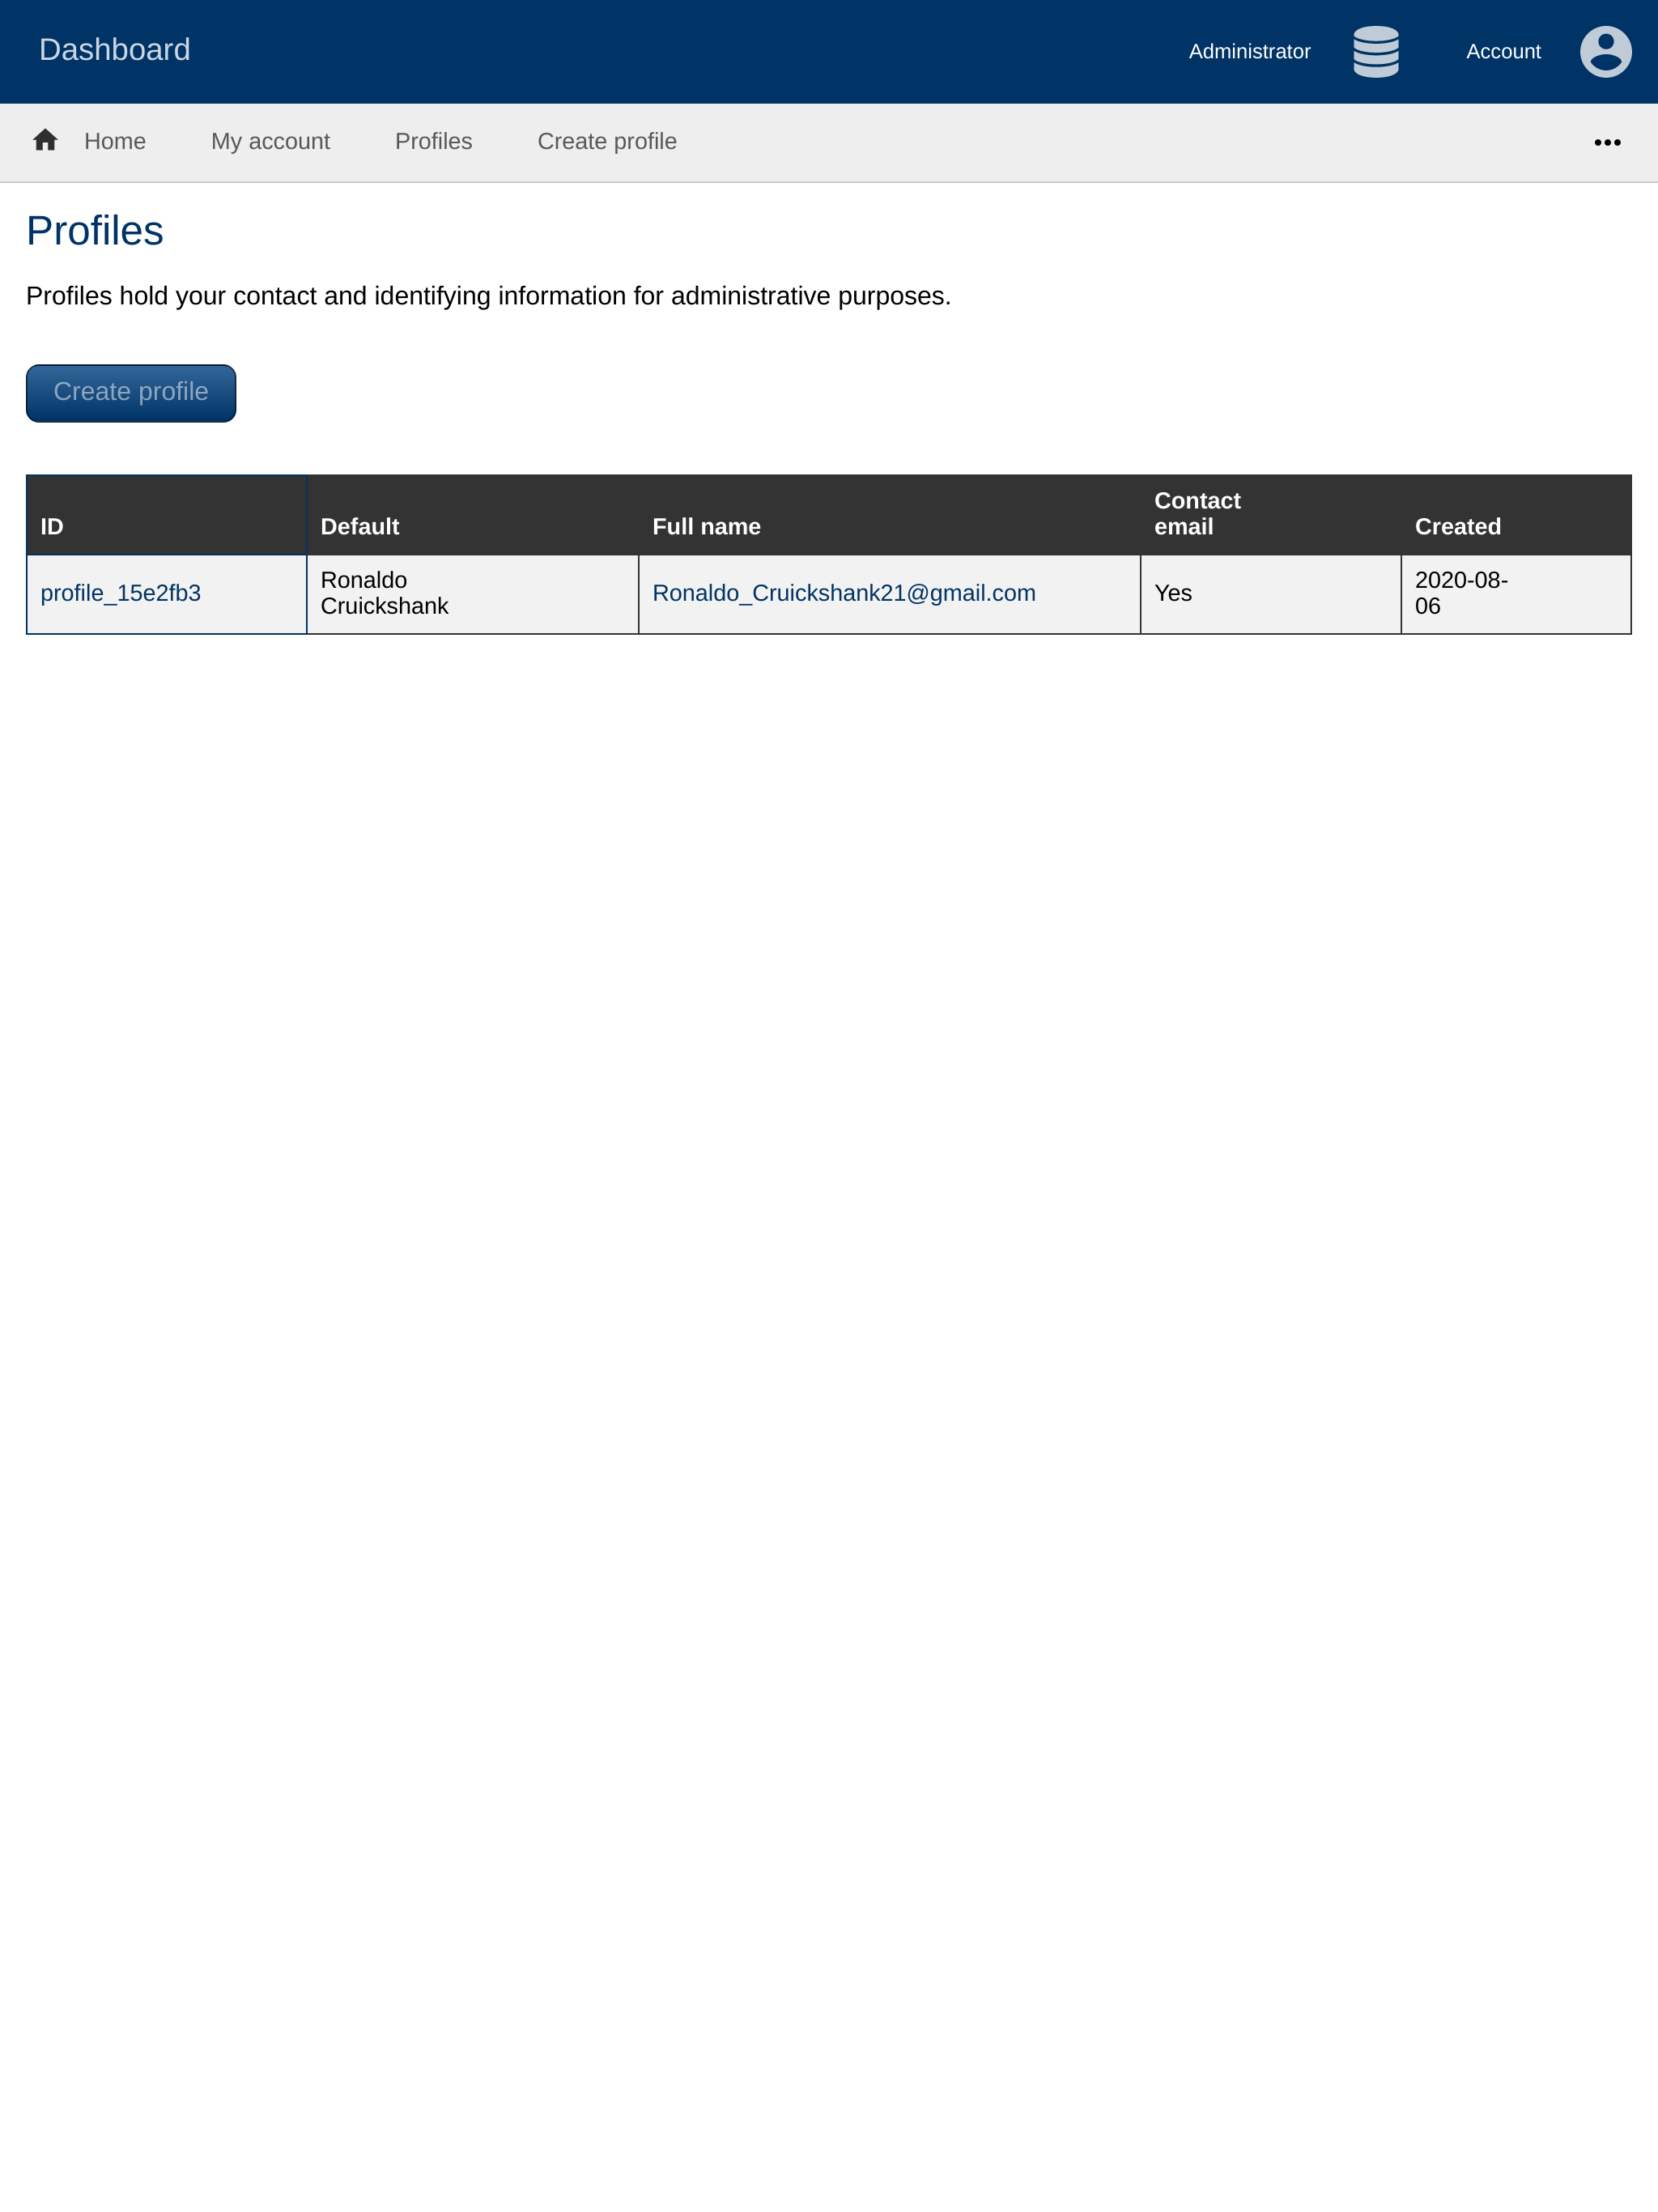 Dashboard
Administrator
Account
Home
My account
Profiles
Create profile
Profiles
Profiles hold your contact and identifying information for administrative purposes.
Create profile
ID
Default
Full name
Contact
email
Created
profile_15e2fb3
Ronaldo
Cruickshank
Ronaldo_Cruickshank21@gmail.com
Yes
2020-08-
06